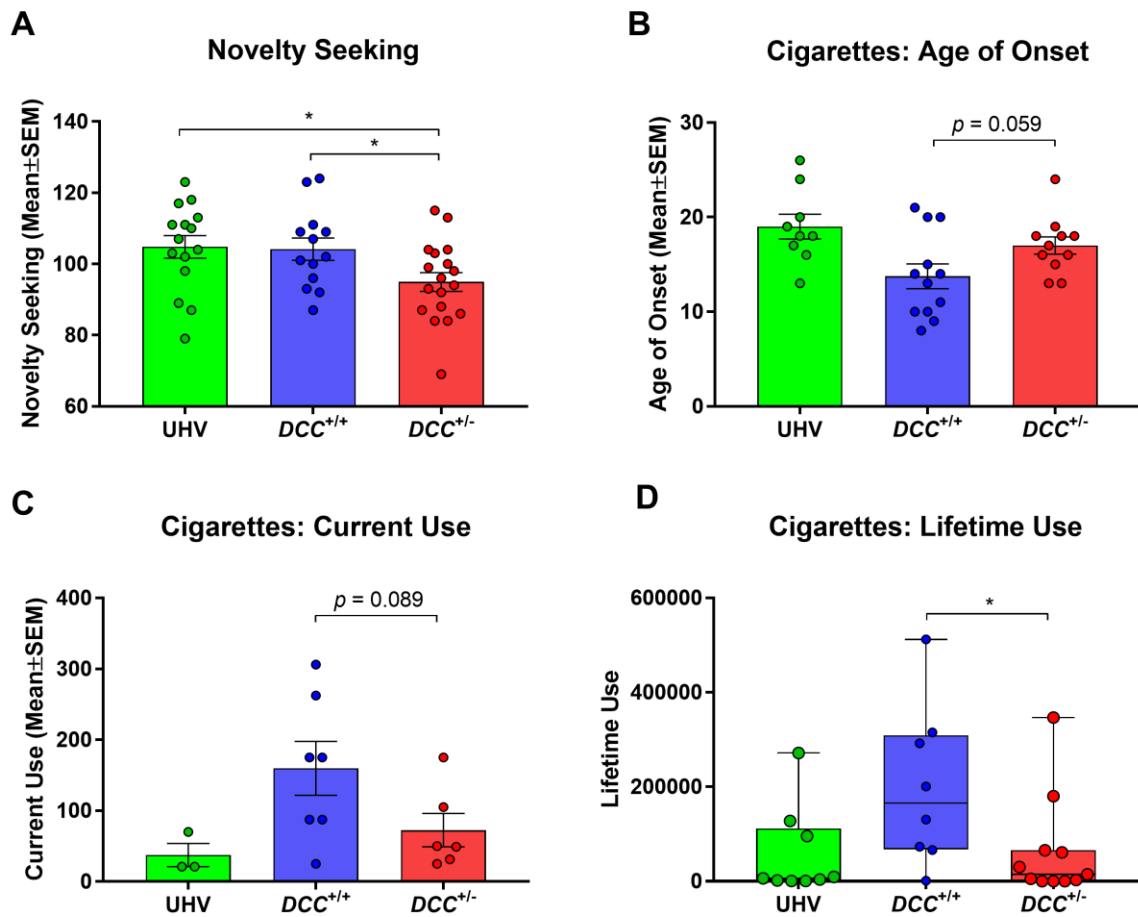 A
Novelty Seeking
Novelty Seeking (Mean±SEM)
140
120
100
80
60
*
*
UHV
DCC+/+
DCC+/-
B
Cigarettes: Age of Onset
Age of Onset (Mean±SEM)
30
20
10
0
p = 0.059
UHV
DCC+/+
DCC+/-
C
Cigarettes: Current Use
Current Use (Mean±SEM)
400
300
200
100
0
p = 0.089
UHV
DCC+/+
DCC+/-
D
Cigarettes: Lifetime Use
Lifetime Use
600000
400000
200000
0
*
UHV
DCC+/+
DCC+/-